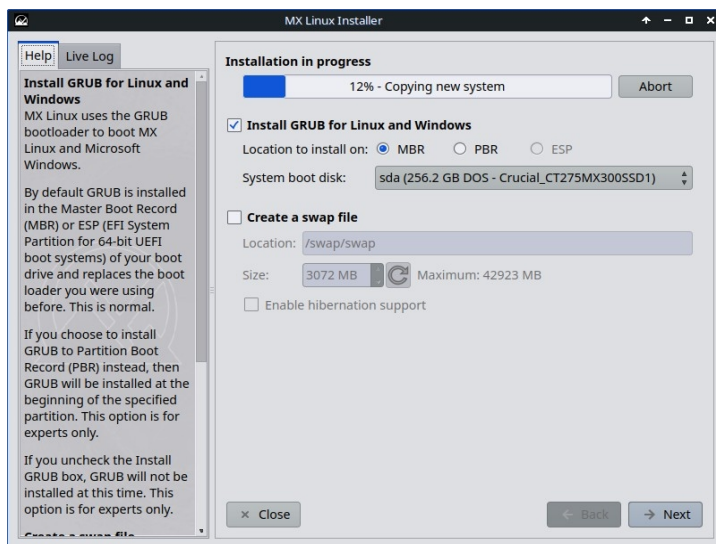 MX Linux Installer
Help
Live Log
Install GRUB for Linux and
Windows
MX Linux uses the GRUB
bootloader to boot MX
Linux and Microsoft
Windows.
By default GRUB is installed
in the Master Boot Record
(MBR) or ESP (EFI System
Partition for 64-bit UEFI
boot systems) of your boot
drive and replaces the boot
loader you were using
before. This is normal.
If you choose to install
GRUB to Partition Boot
Record (PBR) instead, then
GRUB will be installed at the
beginning of the specified
partition. This option is for
experts only.
If you uncheck the Install
GRUB box, GRUB will not be
installed at this time. This
option is for experts only.
Create a swap file
Installation in progress
12% - Copying new system
Abort
Install GRUB for Linux and Windows
Location to install on: MBR PBR ESP
System boot disk: sda (256.2 GB DOS - Crucial_CT275MX300SSD1)
Create a swap file
Location: /swap/swap
Size: 3072 MB Maximum: 42923 MB
Enable hibernation support
Close
Back
Next